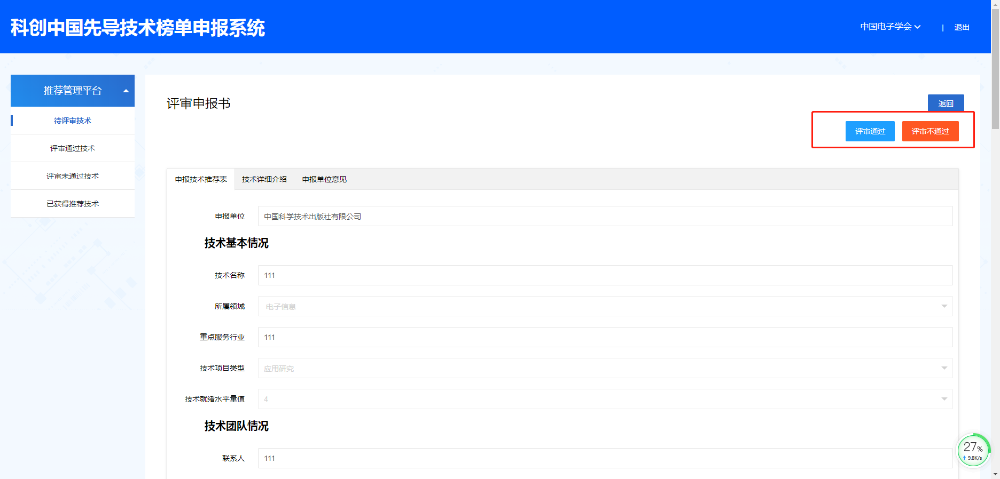 科创中国先导技术榜单申报系统
中国电子学会
|
退出
推荐管理平台
待评审技术
评审通过技术
评审未通过技术
已获得推荐技术
评审申报书
返回
评审通过
评审不通过
申报技术推荐表
技术详细介绍
申报单位意见
申报单位
中国科学技术出版社有限公司
技术基本情况
技术名称
111
所属领域
电子信息
重点服务行业
111
技术项目类型
应用研究
技术就绪水平量值
4
技术团队情况
联系人
111
27%
↑ 9.8K/s